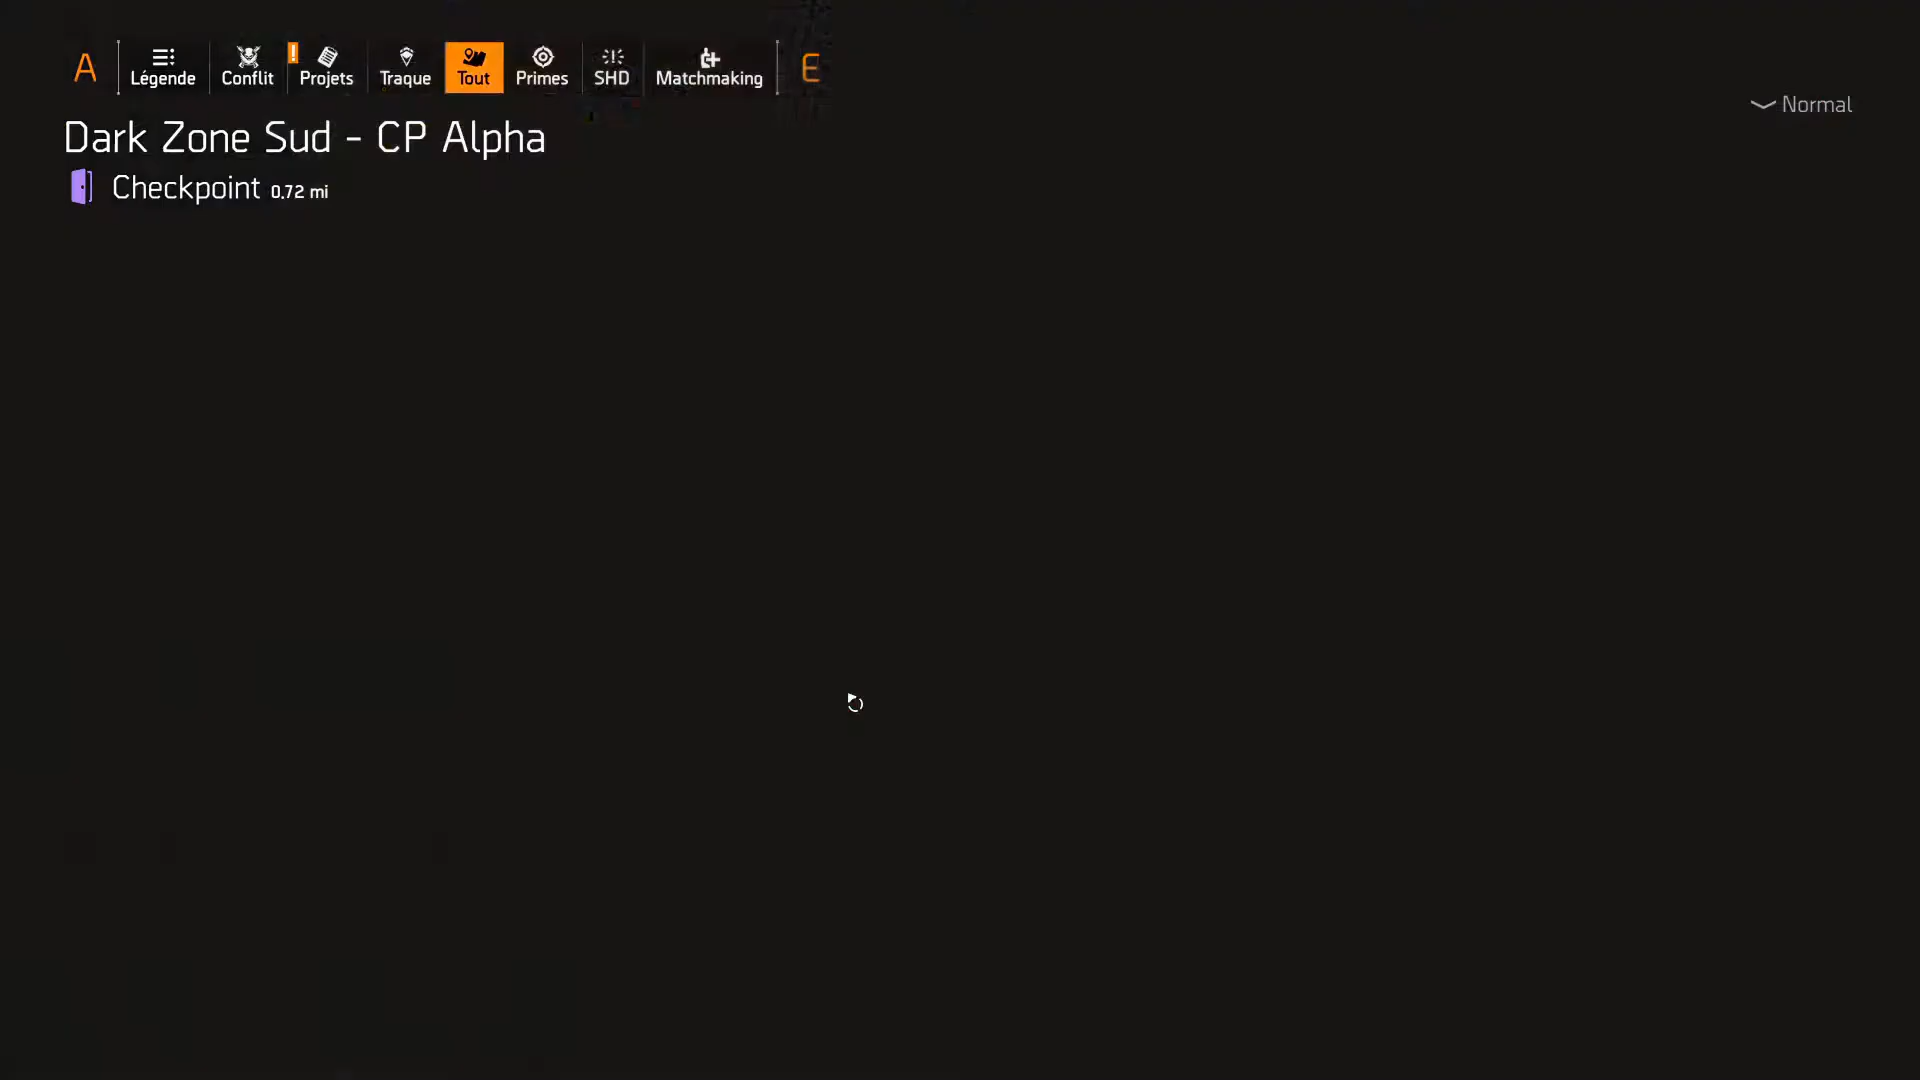 A Légende Conflit ! Projets Traque Tout Primes SHD Matchmaking E
Normal
Dark Zone Sud - CP Alpha
Checkpoint 0.72 mi